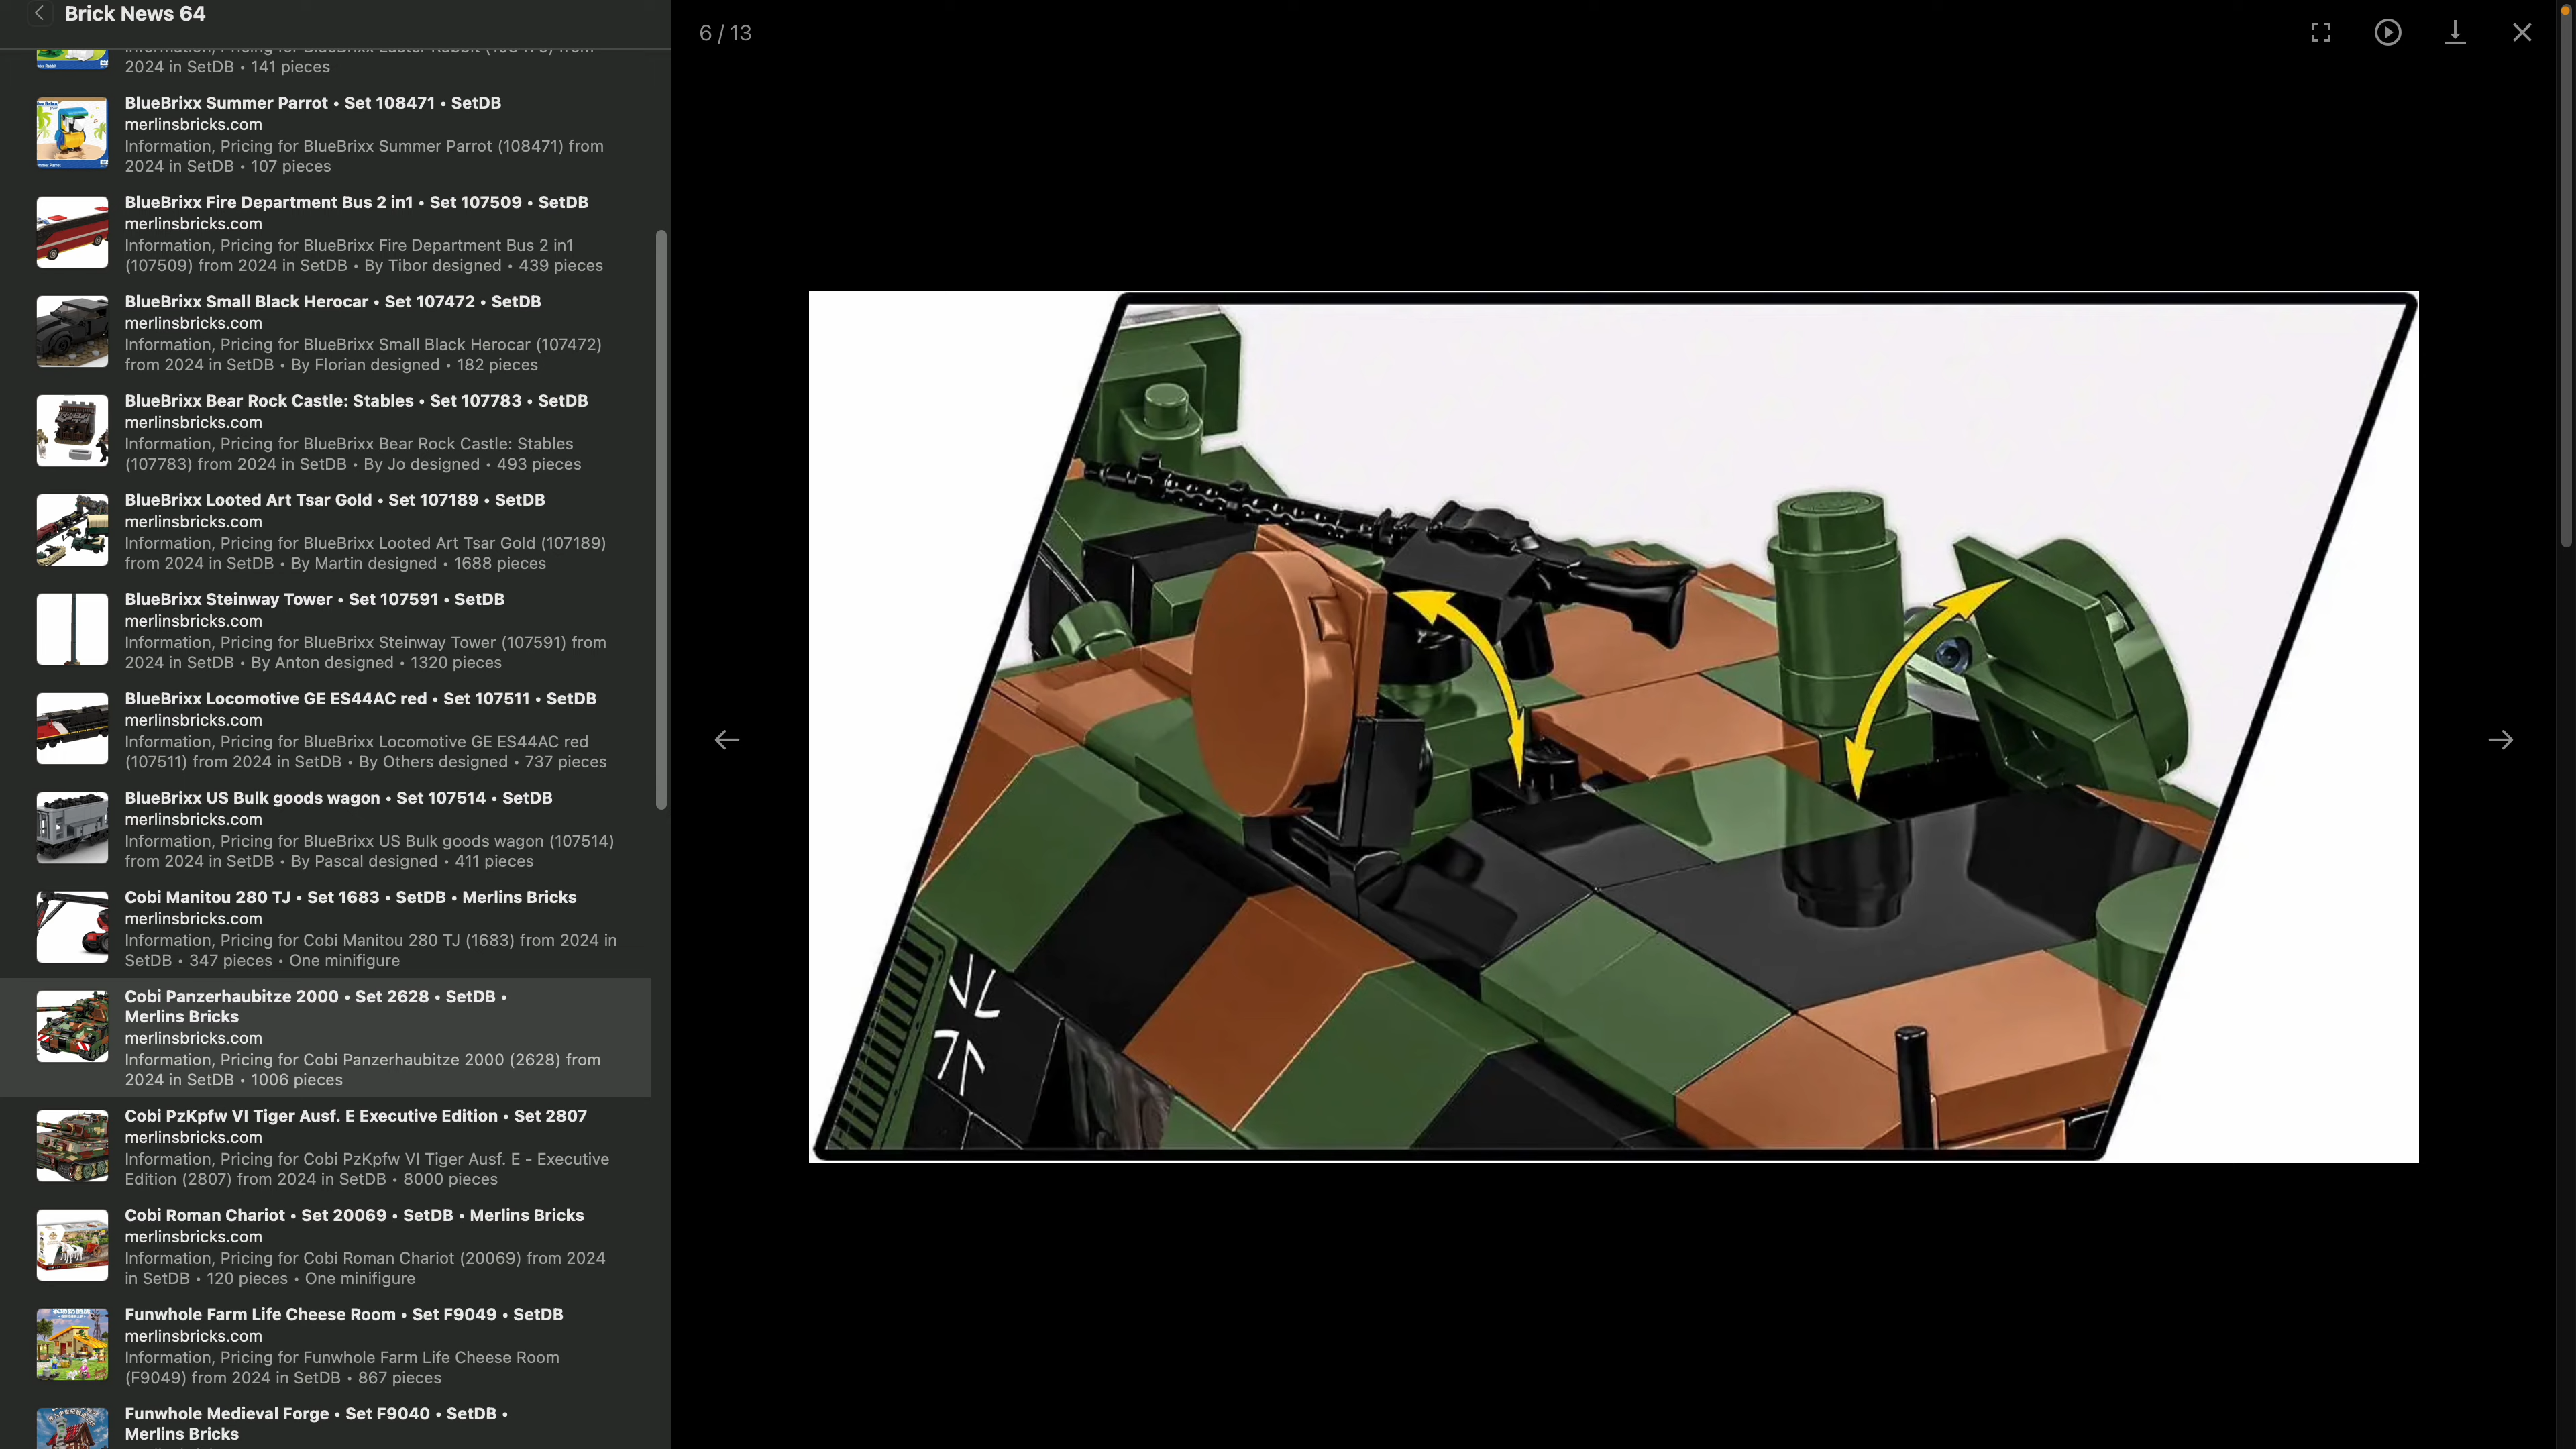 Brick News 64
6 / 13
2024 in SetDB • 141 pieces
BlueBrixx Summer Parrot • Set 108471 • SetDB
merlinsbricks.com
Information, Pricing for BlueBrixx Summer Parrot (108471) from
2024 in SetDB • 107 pieces
BlueBrixx Fire Department Bus 2 in1 • Set 107509 • SetDB
merlinsbricks.com
Information, Pricing for BlueBrixx Fire Department Bus 2 in1
(107509) from 2024 in SetDB • By Tibor designed • 439 pieces
BlueBrixx Small Black Herocar • Set 107472 • SetDB
merlinsbricks.com
Information, Pricing for BlueBrixx Small Black Herocar (107472)
from 2024 in SetDB • By Florian designed • 182 pieces
BlueBrixx Bear Rock Castle: Stables • Set 107783 • SetDB
merlinsbricks.com
Information, Pricing for BlueBrixx Bear Rock Castle: Stables
(107783) from 2024 in SetDB • By Jo designed • 493 pieces
BlueBrixx Looted Art Tsar Gold • Set 107189 • SetDB
merlinsbricks.com
Information, Pricing for BlueBrixx Looted Art Tsar Gold (107189)
from 2024 in SetDB • By Martin designed • 1688 pieces
BlueBrixx Steinway Tower • Set 107591 • SetDB
merlinsbricks.com
Information, Pricing for BlueBrixx Steinway Tower (107591) from
2024 in SetDB • By Anton designed • 1320 pieces
BlueBrixx Locomotive GE ES44AC red • Set 107511 • SetDB
merlinsbricks.com
Information, Pricing for BlueBrixx Locomotive GE ES44AC red
(107511) from 2024 in SetDB • By Others designed • 737 pieces
BlueBrixx US Bulk goods wagon • Set 107514 • SetDB
merlinsbricks.com
Information, Pricing for BlueBrixx US Bulk goods wagon (107514)
from 2024 in SetDB • By Pascal designed • 411 pieces
Cobi Manitou 280 TJ • Set 1683 • SetDB • Merlins Bricks
merlinsbricks.com
Information, Pricing for Cobi Manitou 280 TJ (1683) from 2024 in
SetDB • 347 pieces • One minifigure
Cobi Panzerhaubitze 2000 • Set 2628 • SetDB •
Merlins Bricks
merlinsbricks.com
Information, Pricing for Cobi Panzerhaubitze 2000 (2628) from
2024 in SetDB • 1006 pieces
Cobi PzKpfw VI Tiger Ausf. E Executive Edition • Set 2807
merlinsbricks.com
Information, Pricing for Cobi PzKpfw VI Tiger Ausf. E - Executive
Edition (2807) from 2024 in SetDB • 8000 pieces
Cobi Roman Chariot • Set 20069 • SetDB • Merlins Bricks
merlinsbricks.com
Information, Pricing for Cobi Roman Chariot (20069) from 2024
in SetDB • 120 pieces • One minifigure
Funwhole Farm Life Cheese Room • Set F9049 • SetDB
merlinsbricks.com
Information, Pricing for Funwhole Farm Life Cheese Room
(F9049) from 2024 in SetDB • 867 pieces
Funwhole Medieval Forge • Set F9040 • SetDB •
Merlins Bricks